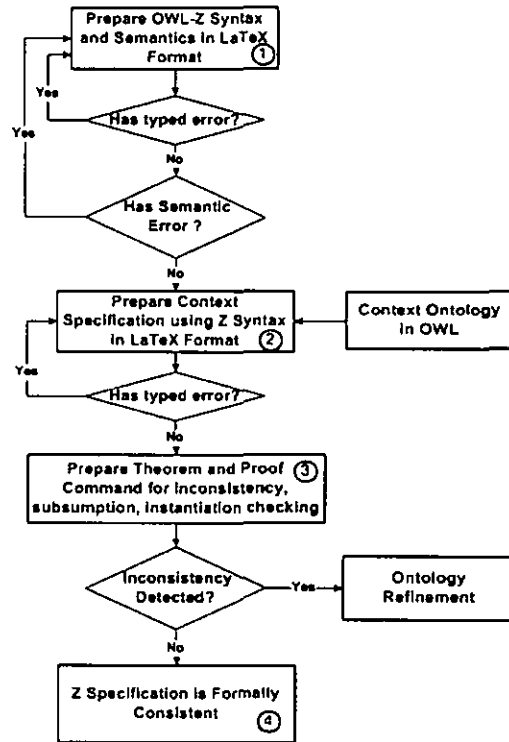 Prepare OWL-Z Syntax
and Semantics in LaTeX
Format
1
Yes
Has typed error?
Yes
No
Has Semantic
Error ?
No
Prepare Context
Specification using Z Syntax
in LaTeX Format
2
Context Ontology
in OWL
Yes
Has typed error?
No
Prepare Theorem and Proof
3
Command for Inconsistency,
subsumption, instantiation checking
Inconsistency
Detected?
Yes
Ontology
Refinement
No
Z Specification is Formally
Consistent
4